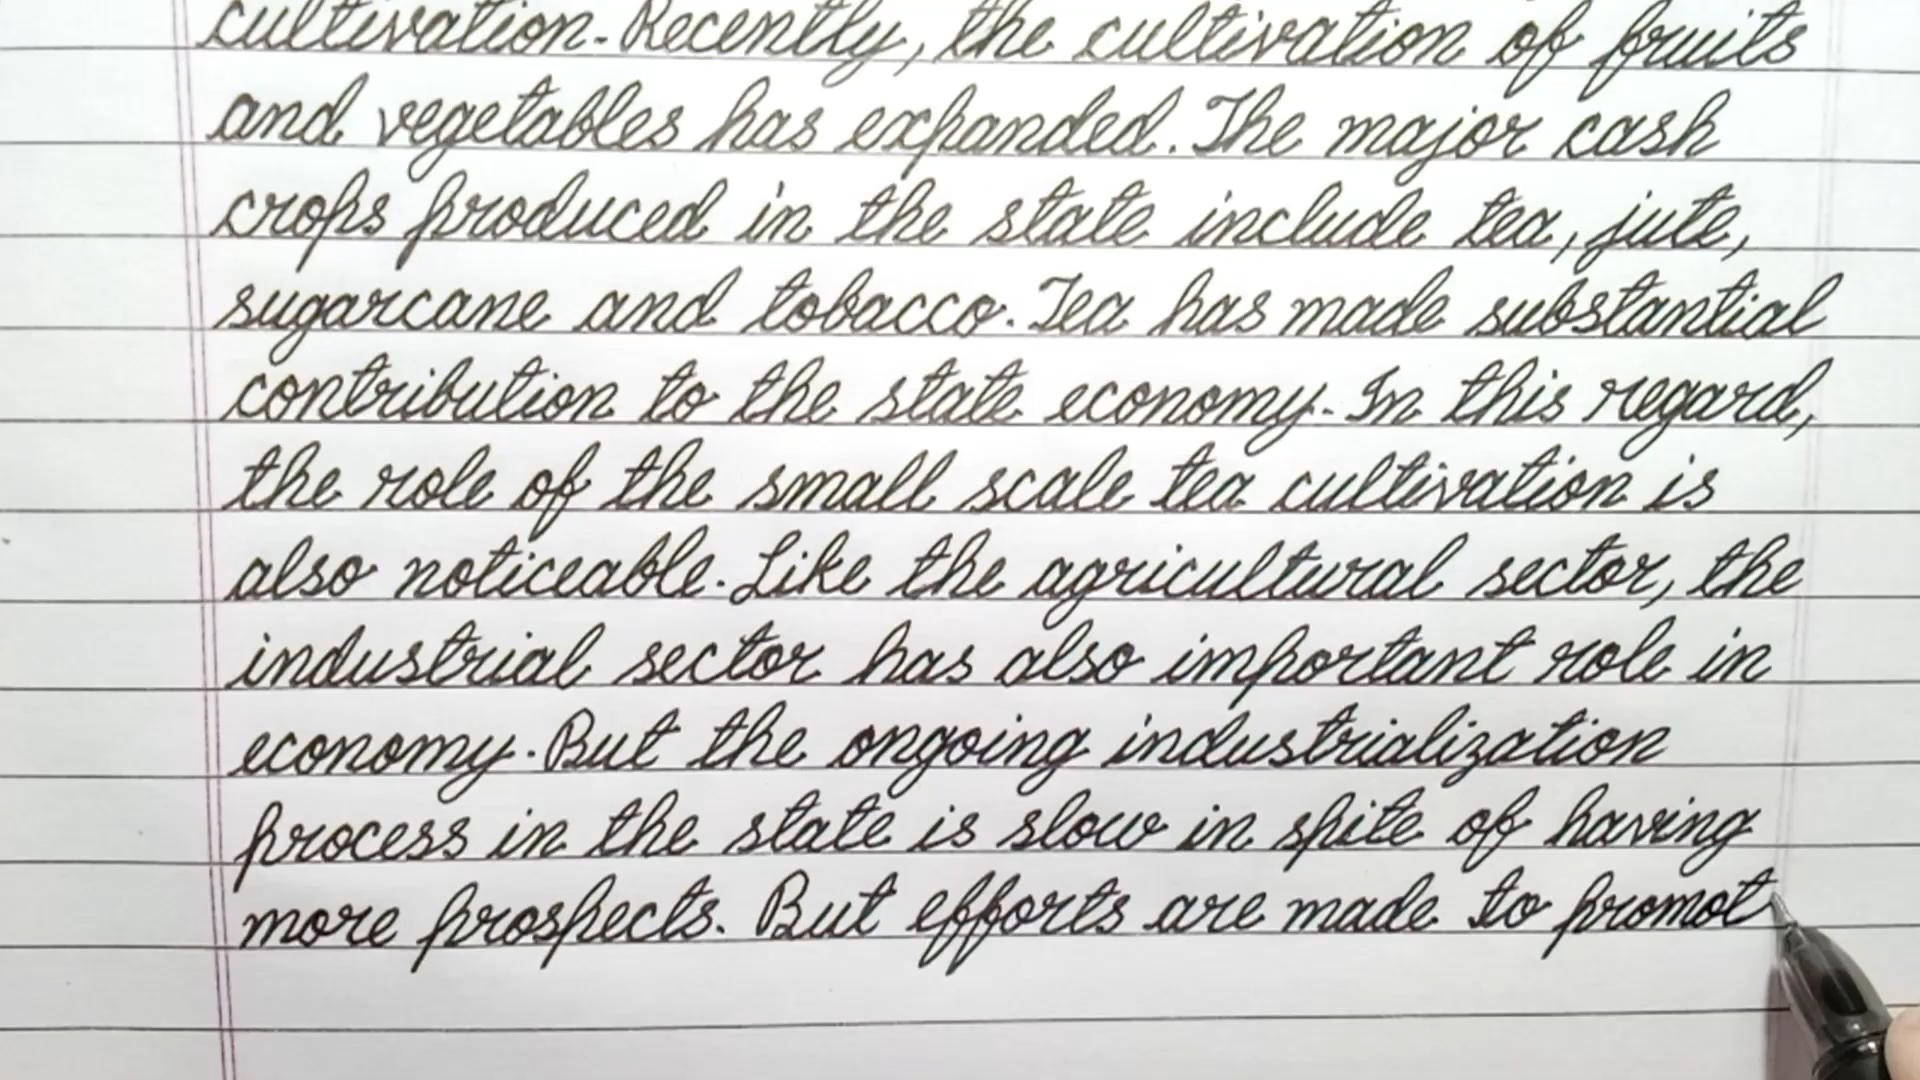 cultivation. Recently, the cultivation of fruits
and vegetables has expanded. The major cash
crops produced in the state include tea, jute,
sugarcane and tobacco. Tea has made substantial
contribution to the state economy. In this regard,
the role of the small scale tea cultivation is
also noticeable. Like the agricultural sector, the
industrial sector has also important role in
economy. But the ongoing industrialization
process in the state is slow in spite of having
more prospects. But efforts are made to promot